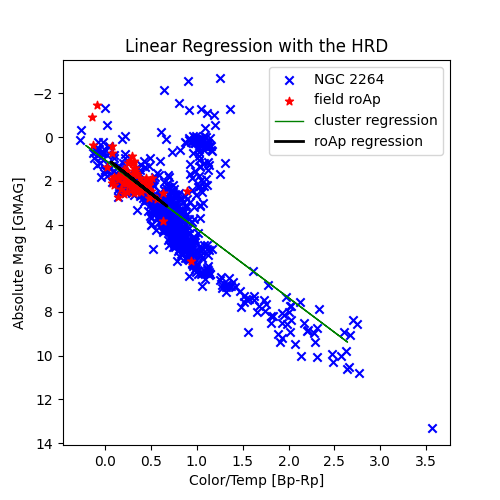 Linear Regression with the HRD
NGC 2264
field roAp
cluster regression
roAp regression
−2
0
2
4
6
8
10
12
14
Absolute Mag [GMAG]
0.0 0.5 1.0 1.5 2.0 2.5 3.0 3.5
Color/Temp [Bp-Rp]